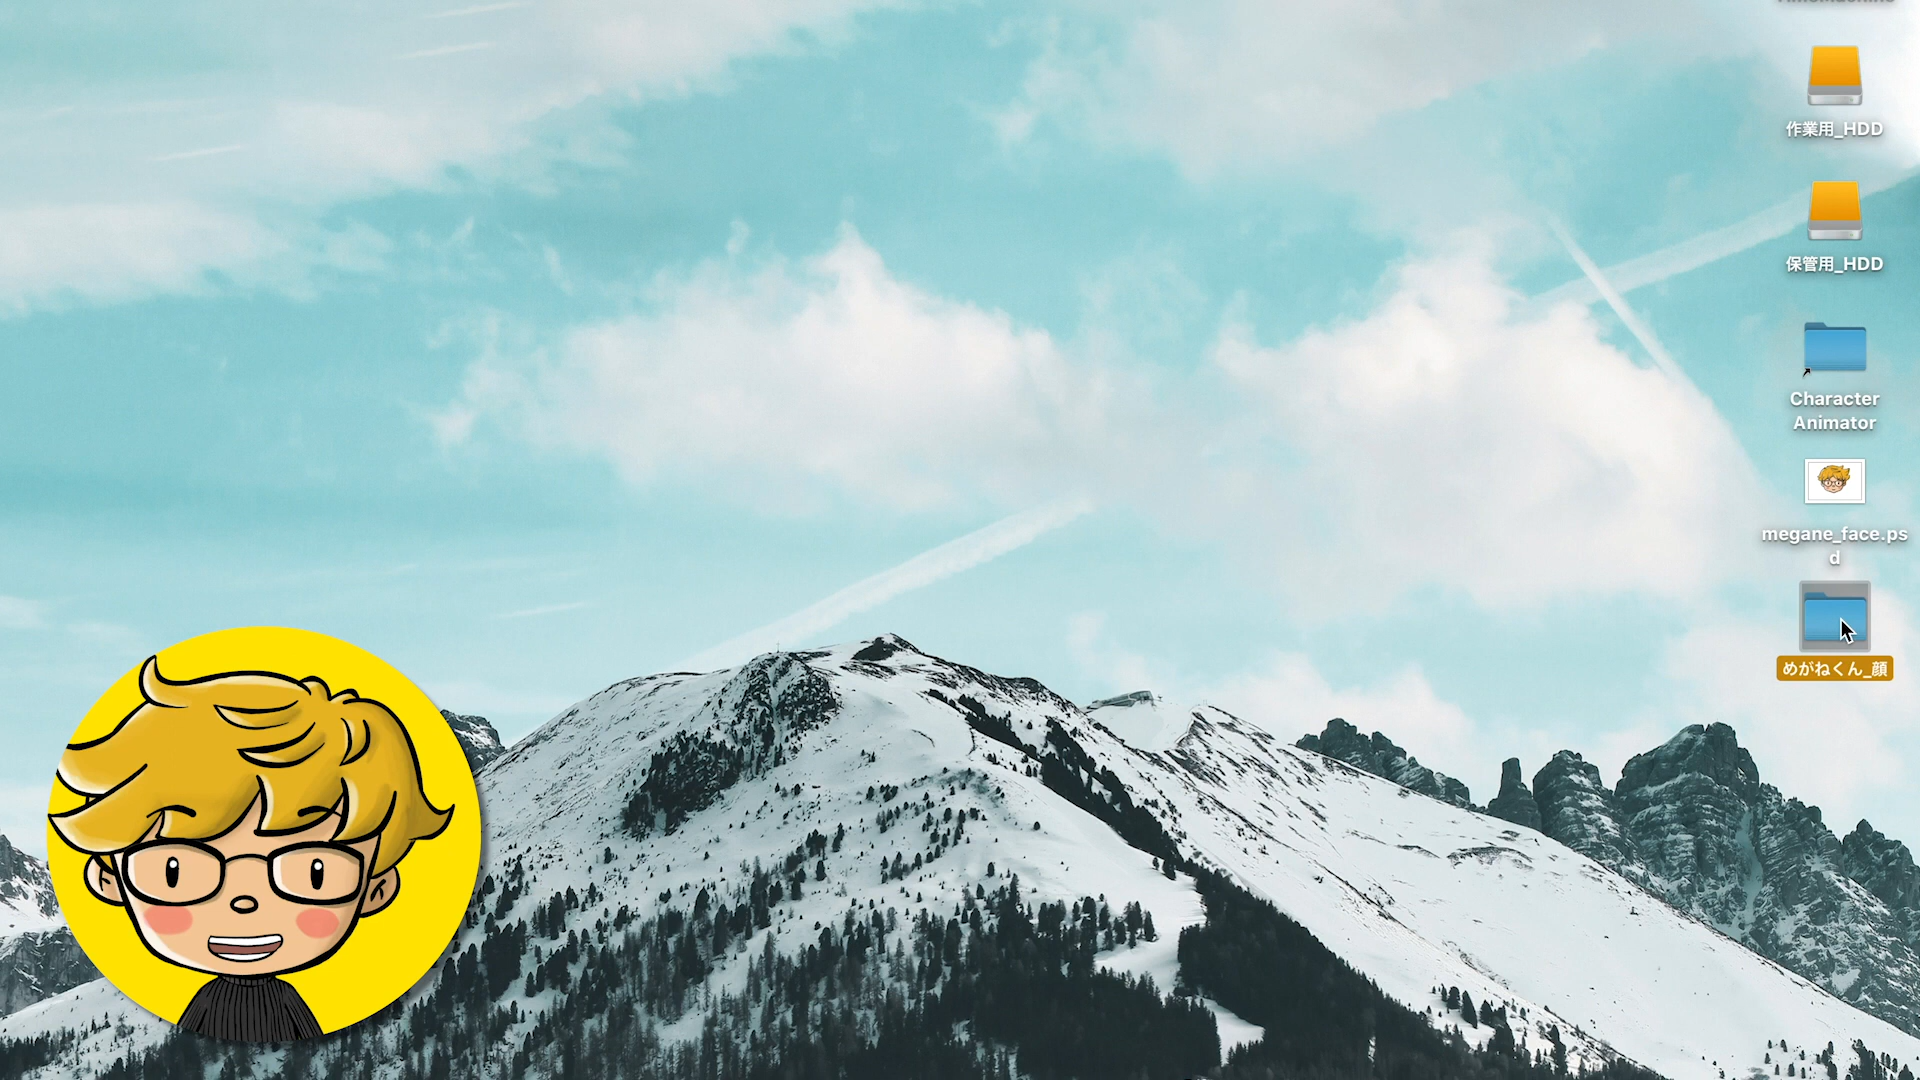 作業用_HDD
保管用_HDD
Character
Animator
megane_face.ps
d
めがねくん_顔